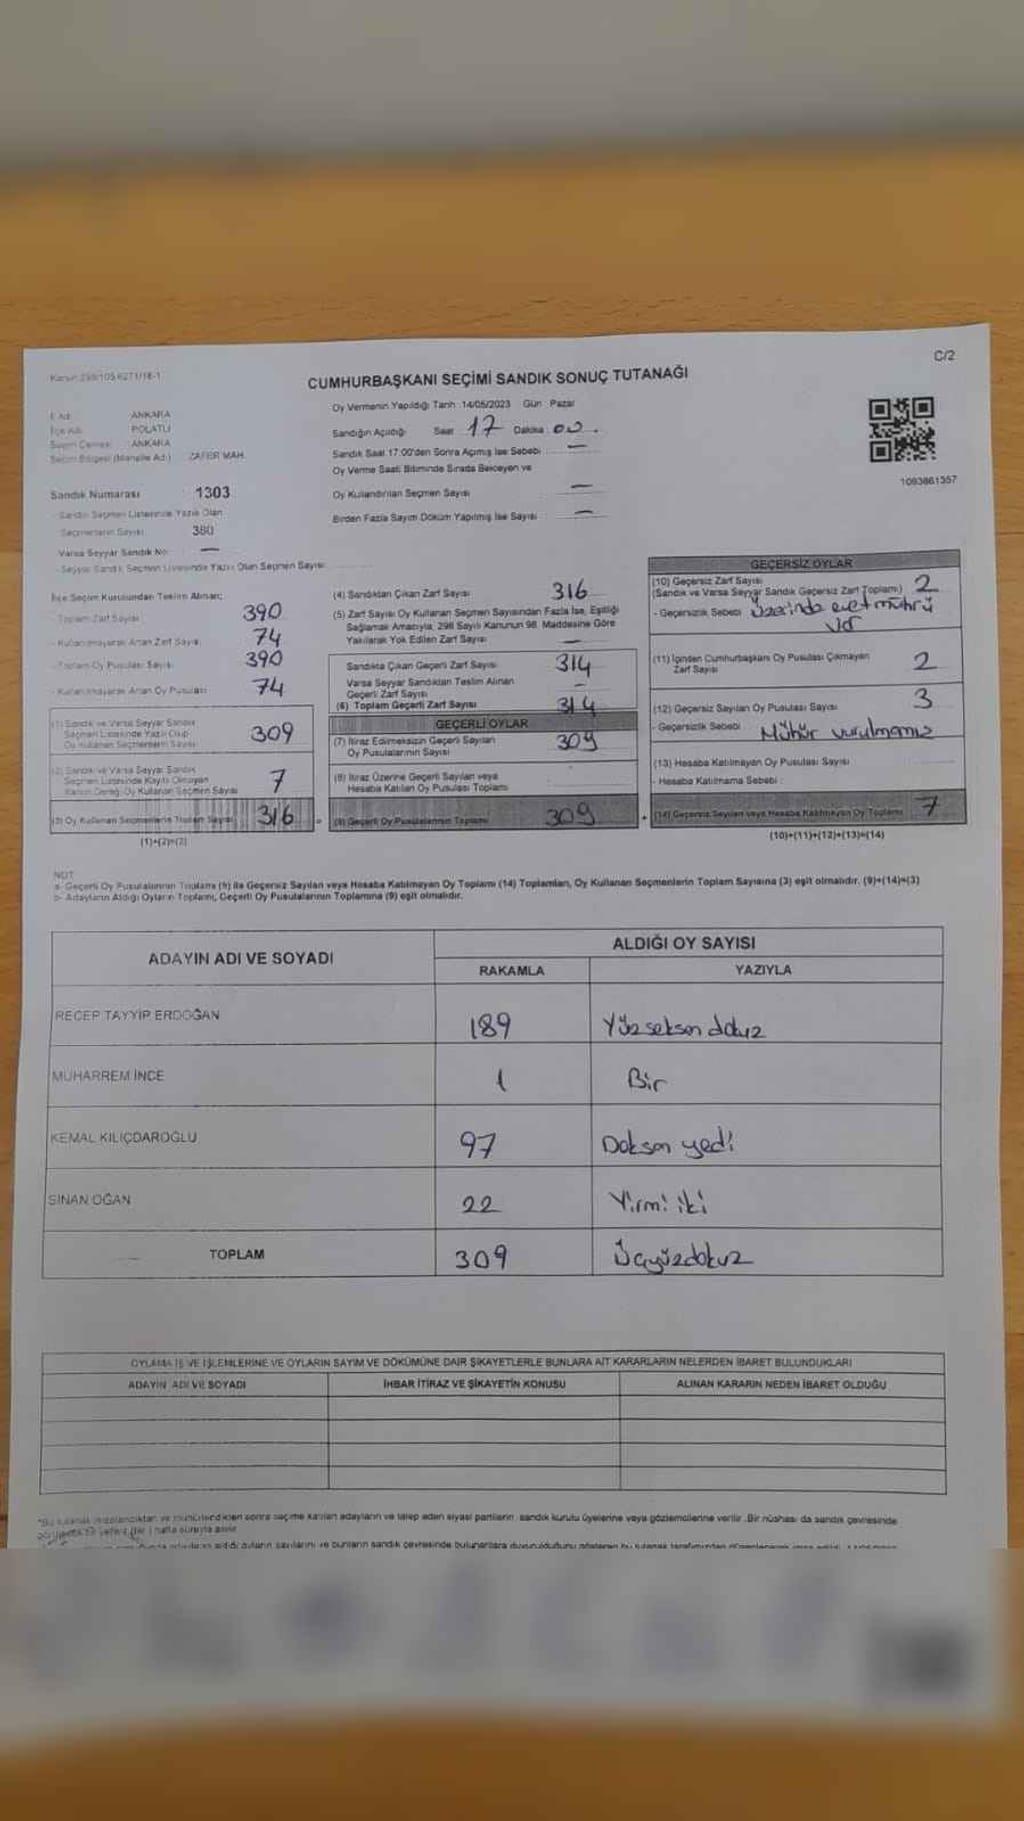 C/2
Kanun 298/105-6271/18-1
CUMHURBAŞKANI SEÇİMİ SANDIK SONUÇ TUTANAĞI
İl Adı : ANKARA
İlçe Adı : POLATLI
Seçim Çevresi : ANKARA
Seçim Bölgesi (Mahalle Adı) : ZAFER MAH.
Sandık Numarası : 1303
- Sandık Seçmen Listesinde Yazılı Olan
Seçmenlerin Sayısı : 380
Varsa Seyyar Sandık No: —
- Seyyar Sandık Seçmen Listesinde Yazılı Olan Seçmen Sayısı:
Oy Vermenin Yapıldığı Tarih :14/05/2023 Gün : Pazar
Sandığın Açıldığı Saat : 17 Dakika : 00.
Sandık Saat 17:00'den Sonra Açılmış İse Sebebi : —
Oy Verme Saati Bitiminde Sırada Bekleyen ve
Oy Kullandırılan Seçmen Sayısı : —
Birden Fazla Sayım Döküm Yapılmış İse Sayısı : —
1093861357
İlçe Seçim Kurulundan Teslim Alınan;
- Toplam Zarf Sayısı : 390
- Kullanılmayarak Artan Zarf Sayısı : 74
- Toplam Oy Pusulası Sayısı : 390
- Kullanılmayarak Artan Oy Pusulası : 74
(1) Sandık ve Varsa Seyyar Sandık
Seçmen Listesinde Yazılı Olup
Oy Kullanan Seçmenlerin Sayısı : 309
(2) Sandık ve Varsa Seyyar Sandık
Seçmen Listesinde Kayıtlı Olmayan
Kanun Gereği Oy Kullanan Seçmen Sayısı : 7
(3) Oy Kullanan Seçmenlerin Toplam Sayısı : 316
(1)+(2)=(3)
(4) Sandıktan Çıkan Zarf Sayısı : 316
(5) Zarf Sayısı Oy Kullanan Seçmen Sayısından Fazla İse, Eşitliği
Sağlamak Amacıyla, 298 Sayılı Kanunun 98. Maddesine Göre
Yakılarak Yok Edilen Zarf Sayısı : —
Sandıkta Çıkan Geçerli Zarf Sayısı : 314
Varsa Seyyar Sandıktan Teslim Alınan
Geçerli Zarf Sayısı : —
(6) Toplam Geçerli Zarf Sayısı : 314
GEÇERLİ OYLAR
(7) İtiraz Edilmeksizin Geçerli Sayılan
Oy Pusulalarının Sayısı : 309
(8) İtiraz Üzerine Geçerli Sayılan veya
Hesaba Katılan Oy Pusulası Toplamı :
(9) Geçerli Oy Pusulalarının Toplamı : 309
GEÇERSİZ OYLAR
(10) Geçersiz Zarf Sayısı
(Sandık ve Varsa Seyyar Sandık Geçersiz Zarf Toplamı) : 2
- Geçersizlik Sebebi : Üzerinde evet mührü
var
(11) İçinden Cumhurbaşkanı Oy Pusulası Çıkmayan
Zarf Sayısı : 2
(12) Geçersiz Sayılan Oy Pusulası Sayısı : 3
- Geçersizlik Sebebi : Mühür vurulmamış
(13) Hesaba Katılmayan Oy Pusulası Sayısı :
- Hesaba Katılmama Sebebi :
(14) Geçersiz Sayılan veya Hesaba Katılmayan Oy Toplamı : 7
(10)+(11)+(12)+(13)=(14)
NOT
a- Geçerli Oy Pusulalarının Toplamı (9) ile Geçersiz Sayılan veya Hesaba Katılmayan Oy Toplamı (14) Toplamları, Oy Kullanan Seçmenlerin Toplam Sayısına (3) eşit olmalıdır. (9)+(14)=(3)
b- Adayların Aldığı Oyların Toplamı, Geçerli Oy Pusulalarının Toplamına (9) eşit olmalıdır.
ADAYIN ADI VE SOYADI
ALDIĞI OY SAYISI
RAKAMLA YAZIYLA
RECEP TAYYİP ERDOĞAN 189 Yüzseksen dokuz
MUHARREM İNCE 1 Bir
KEMAL KILIÇDAROĞLU 97 Doksan yedi
SİNAN OĞAN 22 Yirmi iki
TOPLAM 309 Üçyüzdokuz
OYLAMA İŞ VE İŞLEMLERİNE VE OYLARIN SAYIM VE DÖKÜMÜNE DAİR ŞİKAYETLERLE BUNLARA AİT KARARLARIN NELERDEN İBARET BULUNDUKLARI
ADAYIN ADI VE SOYADI İHBAR İTİRAZ VE ŞİKAYETİN KONUSU ALINAN KARARIN NEDEN İBARET OLDUĞU
*Bu tutanak imzalandıktan ve mühürlendikten sonra seçime katılan adayların ve talep eden siyasi partilerin sandık kurulu üyelerine veya gözlemcilerine verilir. Bir nüshası da sandık çevresinde